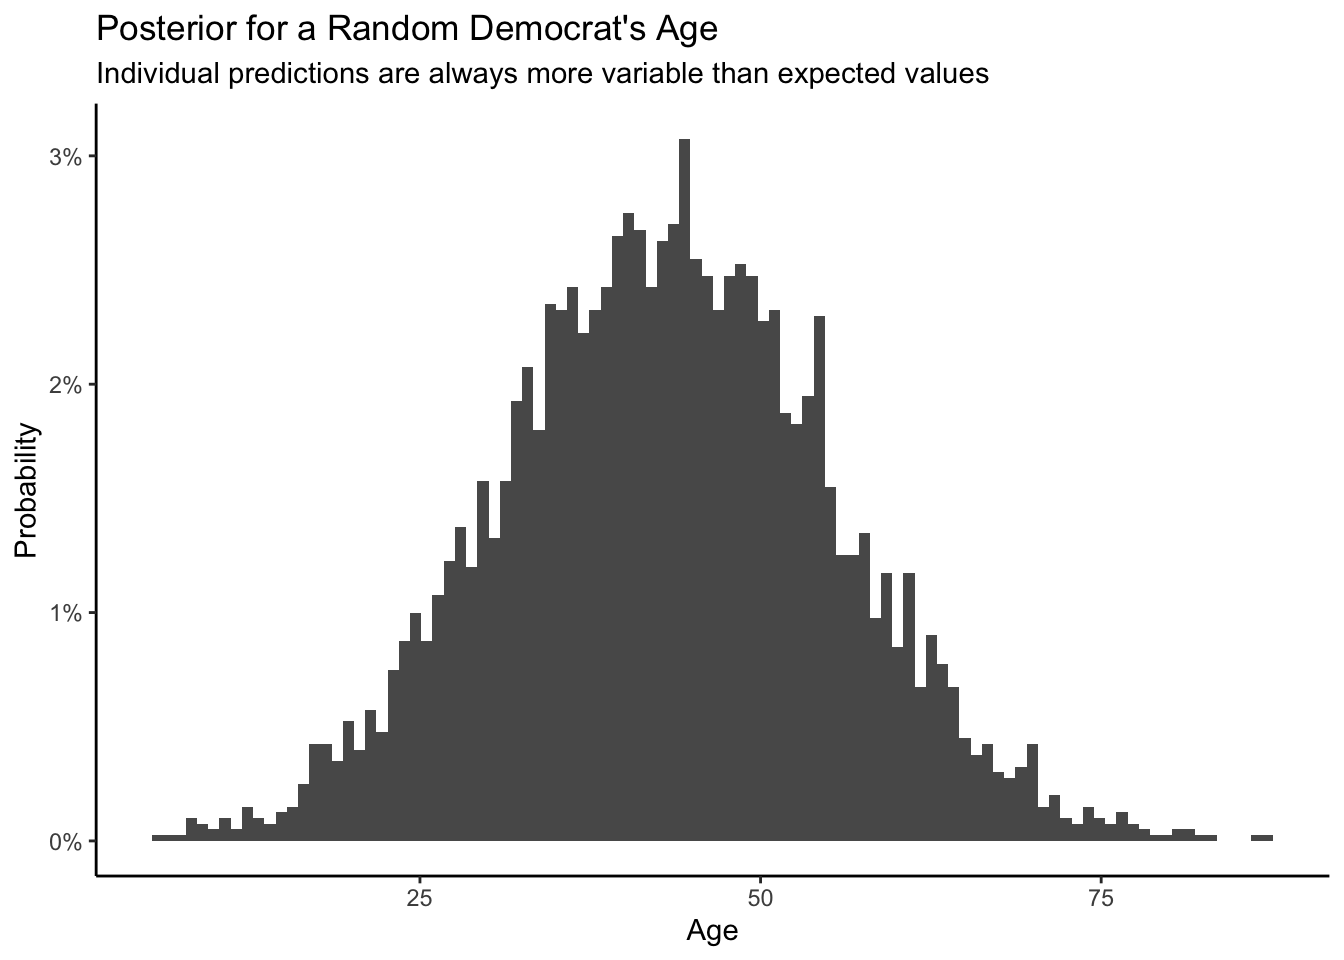 Posterior for a Random Democrat's Age
Individual predictions are always more variable than expected values
3%
2%
1%
0%
Probability
25 50 75
Age